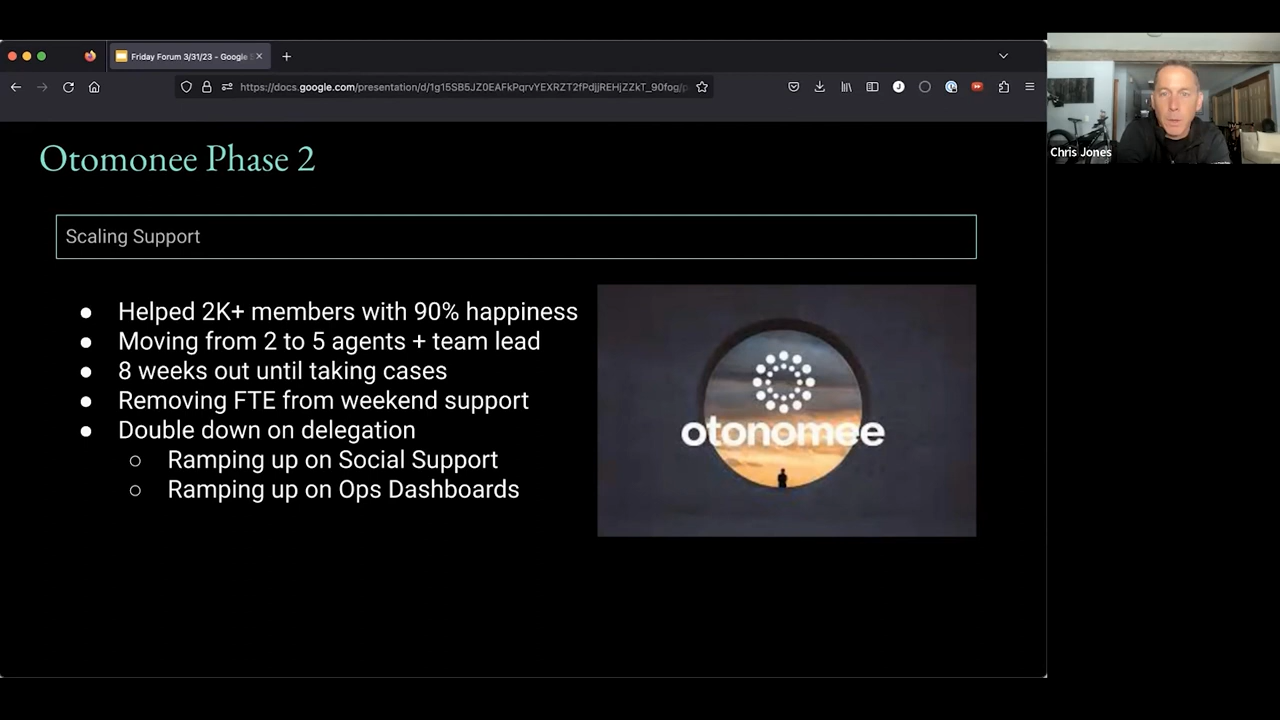 Friday Forum 3/31/23 - Google S
https://docs.google.com/presentation/d/1g15SB5JZ0EAFkPqrvYEXRZT2fPdjjREHjZZkT_90fog/p
Chris Jones
Otomonee Phase 2
Scaling Support
● Helped 2K+ members with 90% happiness
● Moving from 2 to 5 agents + team lead
● 8 weeks out until taking cases
● Removing FTE from weekend support
● Double down on delegation
○ Ramping up on Social Support
○ Ramping up on Ops Dashboards
otonomee